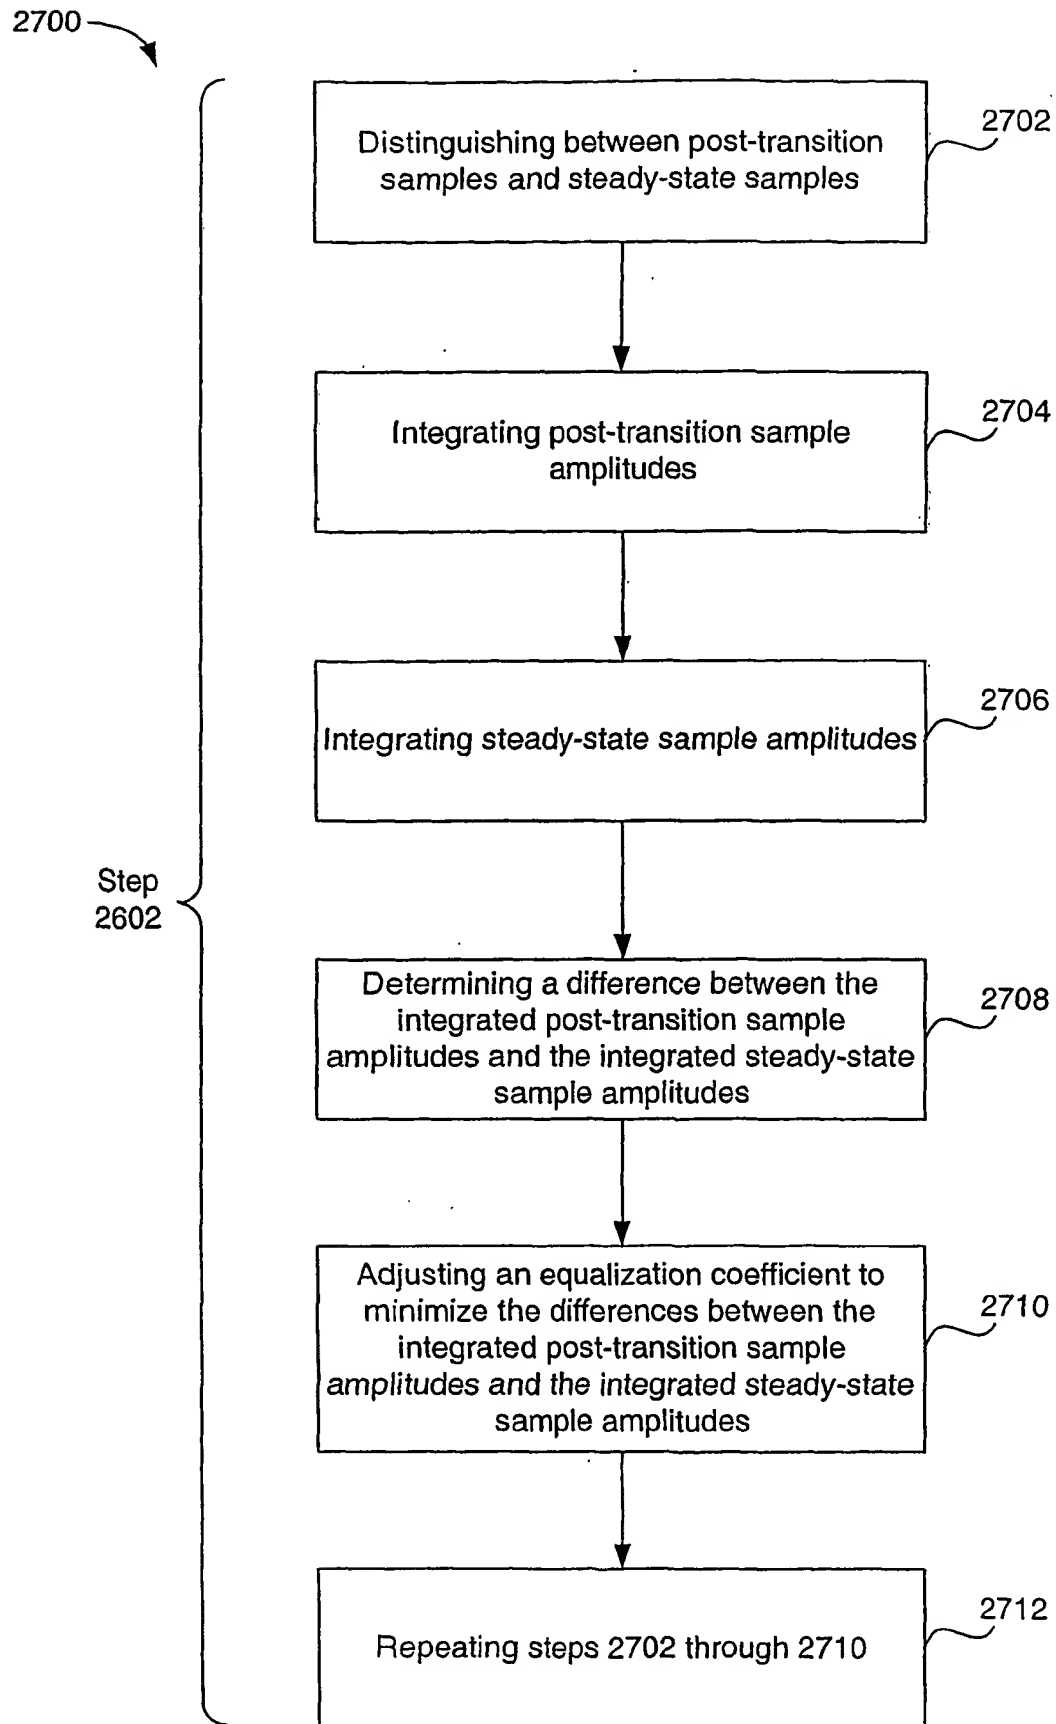 2700
Distinguishing between post-transition
samples and steady-state samples
2702
Integrating post-transition sample
amplitudes
2704
Integrating steady-state sample amplitudes
2706
Step
2602
Determining a difference between the
integrated post-transition sample
amplitudes and the integrated steady-state
sample amplitudes
2708
Adjusting an equalization coefficient to
minimize the differences between the
integrated post-transition sample
amplitudes and the integrated steady-state
sample amplitudes
2710
Repeating steps 2702 through 2710
2712